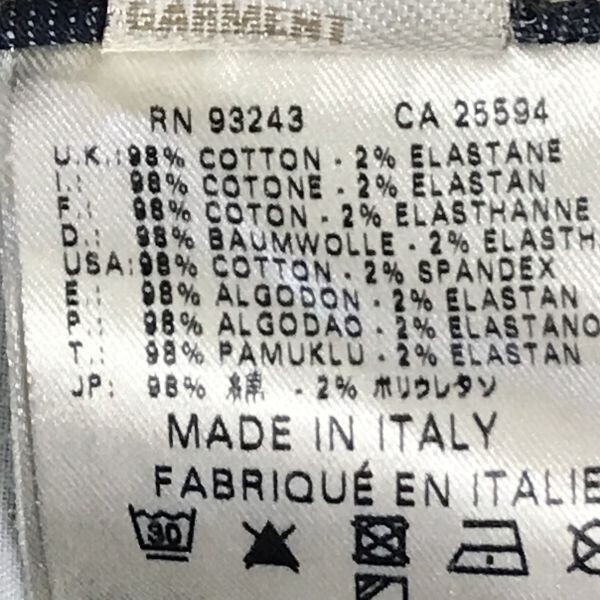 GARMENT
RN 93243 CA 25594
U.K.: 98% COTTON - 2% ELASTANE
I.: 98% COTONE - 2% ELASTAN
F.: 98% COTON - 2% ELASTHANNE
D.: 98% BAUMWOLLE - 2% ELASTH
USA: 98% COTTON - 2% SPANDEX
E.: 98% ALGODON - 2% ELASTAN
P.: 98% ALGODAO - 2% ELASTANO
T.: 98% PAMUKLU - 2% ELASTAN
JP: 98% 綿 - 2% ポリウレタン
MADE IN ITALY
FABRIQUÉ EN ITALIE
30